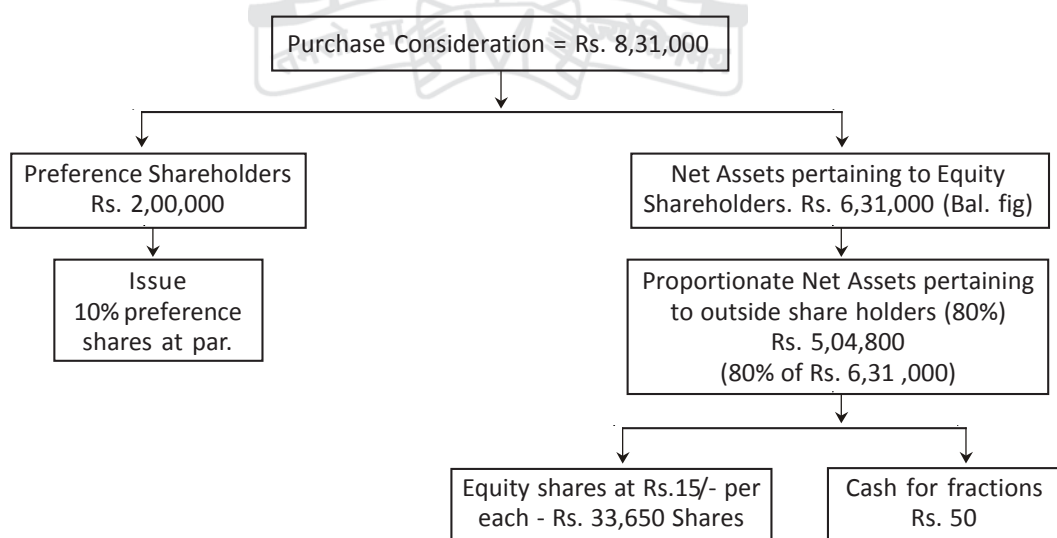 Purchase Consideration = Rs. 8,31,000
Preference Shareholders
Rs. 2,00,000
Net Assets pertaining to Equity
Shareholders. Rs. 6,31,000 (Bal. fig)
Issue
10% preference
shares at par.
Proportionate Net Assets pertaining
to outside share holders (80%)
Rs. 5,04,800
(80% of Rs. 6,31 ,000)
Equity shares at Rs.15/- per
each - Rs. 33,650 Shares
Cash for fractions
Rs. 50